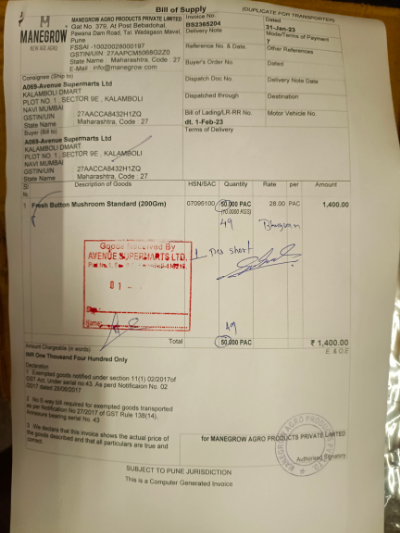 Bill of Supply
(DUPLICATE FOR TRANSPORTER)
MANEGROW
MANEGROW AGRO PRODUCTS PRIVATE LIMITED
Gat No. 379, At Post Bebadohal
Pawana Dam Road, Tal. Wadagaon Maval,
Pune
FSSAI -10020028000197
State Name : Maharashtra, Code : 27
E-Mail : info@manegrow.com
Invoice No.
BS2365204
Dated
31-Jan-23
Delivery Note
Mode/Terms of Payment
7
Reference No. & Date.
Other References
Buyer's Order No.
Dated
Dispatch Doc No.
Delivery Note Date
Dispatched through
Destination
Bill of Lading/LR-RR No.
dt. 1-Feb-23
Motor Vehicle No.
Terms of Delivery
Consignee (Ship to)
A069-Avenue Supermarts Ltd
KALAMBOLI DMART
PLOT NO. 1, SECTOR 9E, KALAMBOLI
NAVI MUMBAI
GSTIN/UIN : 27AACCA8432H1ZQ
State Name : Maharashtra, Code : 27
Buyer (Bill to)
A069-Avenue Supermarts Ltd
KALAMBOLI DMART
PLOT NO. 1, SECTOR 9E, KALAMBOLI
NAVI MUMBAI
GSTIN/UIN : 27AACCA8432H1ZQ
State Name : Maharashtra, Code : 27
Sl
Description of Goods
HSN/SAC
Quantity
Rate
per
Amount
1
Fresh Button Mushroom Standard (200Gm)
07095100
50.000 PAC
28.00
PAC
1,400.00
(10.0000 KGS)
49
1 Pes short
Goods Received By
AVENUE SUPERMARTS LTD.
01 -
Name:
49
Total
50.000 PAC
₹ 1,400.00
Amount Chargeable (in words)
E. & O.E
INR One Thousand Four Hundred Only
Declaration
1 Exempted goods notified under section 11(1) 02/2017of
GST Act, Under serial no.43. As perd Notificaion No. 02
/2017 dated 28/06/2017
2 No E-way bill for exempted goods transported
as per Notification No 27/2017 of GST Rule 138(14).
Annexure bearing serial no .43
3 We declare that this invoice shows the actual price of
the goods described and that all particulars are true and
correct.
for MANEGROW AGRO PRODUCTS PRIVATE LIMITED
Authorised Signatory
SUBJECT TO PUNE JURISDICTION
This is a Computer Generated Invoice